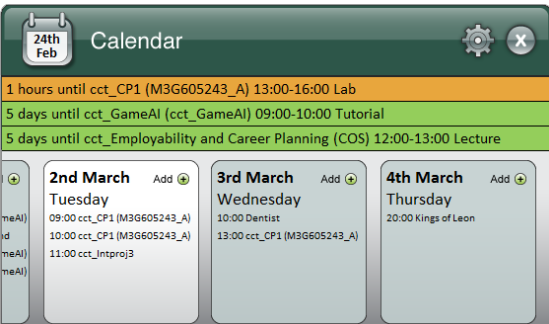 24th
Feb
Calendar
1 hours until cct_CP1 (M3G605243_A) 13:00-16:00 Lab
5 days until cct_GameAI (cct_GameAI) 09:00-10:00 Tutorial
5 days until cct_Employability and Career Planning (COS) 12:00-13:00 Lecture
meAI)
meAI)
meAI)
2nd March Add
Tuesday
09:00 cct_CP1 (M3G605243_A)
10:00 cct_CP1 (M3G605243_A)
11:00 cct_Intproj3
3rd March Add
Wednesday
10:00 Dentist
13:00 cct_CP1 (M3G605243_A)
4th March Add
Thursday
20:00 Kings of Leon